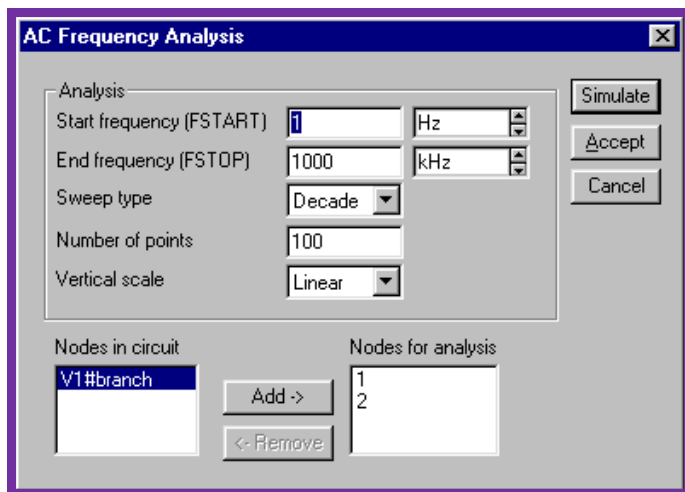 AC Frequency Analysis
Analysis
Start frequency (FSTART) 1 Hz
End frequency (FSTOP) 1000 kHz
Sweep type Decade
Number of points 100
Vertical scale Linear
Simulate
Accept
Cancel
Nodes in circuit
V1#branch
Add ->
<- Remove
Nodes for analysis
1
2